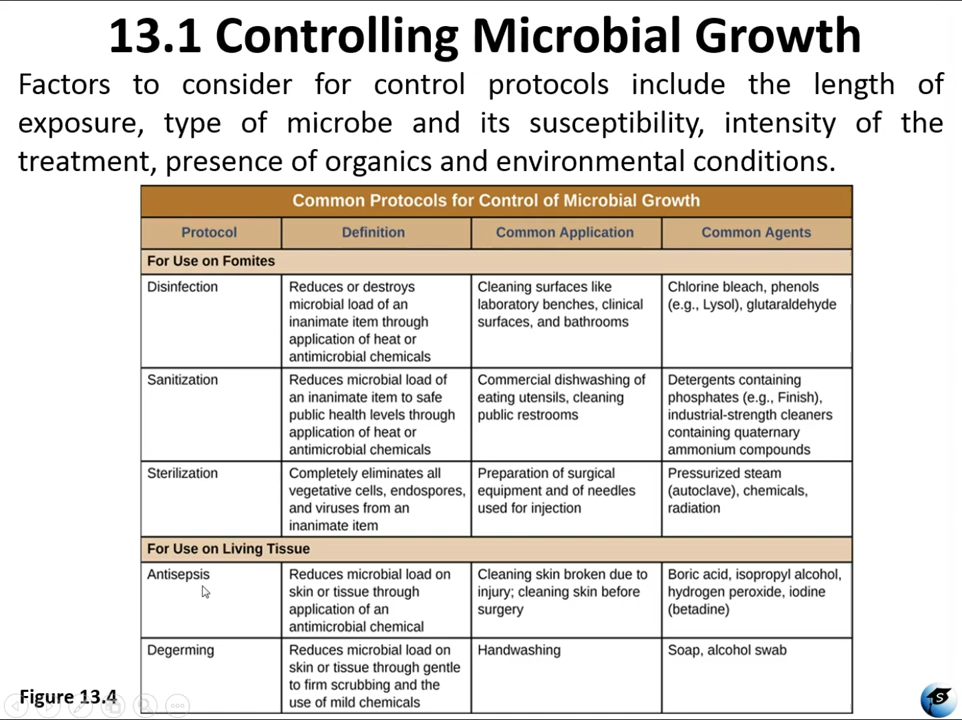 13.1 Controlling Microbial Growth
Factors to consider for control protocols include the length of
exposure, type of microbe and its susceptibility, intensity of the
treatment, presence of organics and environmental conditions.
Common Protocols for Control of Microbial Growth
Protocol Definition Common Application Common Agents
For Use on Fomites
Disinfection
Reduces or destroys
microbial load of an
inanimate item through
application of heat or
antimicrobial chemicals
Cleaning surfaces like
laboratory benches, clinical
surfaces, and bathrooms
Chlorine bleach, phenols
(e.g., Lysol), glutaraldehyde
Sanitization
Reduces microbial load of
an inanimate item to safe
public health levels through
application of heat or
antimicrobial chemicals
Commercial dishwashing of
eating utensils, cleaning
public restrooms
Detergents containing
phosphates (e.g., Finish),
industrial-strength cleaners
containing quaternary
ammonium compounds
Sterilization
Completely eliminates all
vegetative cells, endospores,
and viruses from an
inanimate item
Preparation of surgical
equipment and of needles
used for injection
Pressurized steam
(autoclave), chemicals,
radiation
For Use on Living Tissue
Antisepsis
Reduces microbial load on
skin or tissue through
application of an
antimicrobial chemical
Cleaning skin broken due to
injury; cleaning skin before
surgery
Boric acid, isopropyl alcohol,
hydrogen peroxide, iodine
(betadine)
Degerming
Reduces microbial load on
skin or tissue through gentle
to firm scrubbing and the
use of mild chemicals
Handwashing
Soap, alcohol swab
Figure 13.4
S